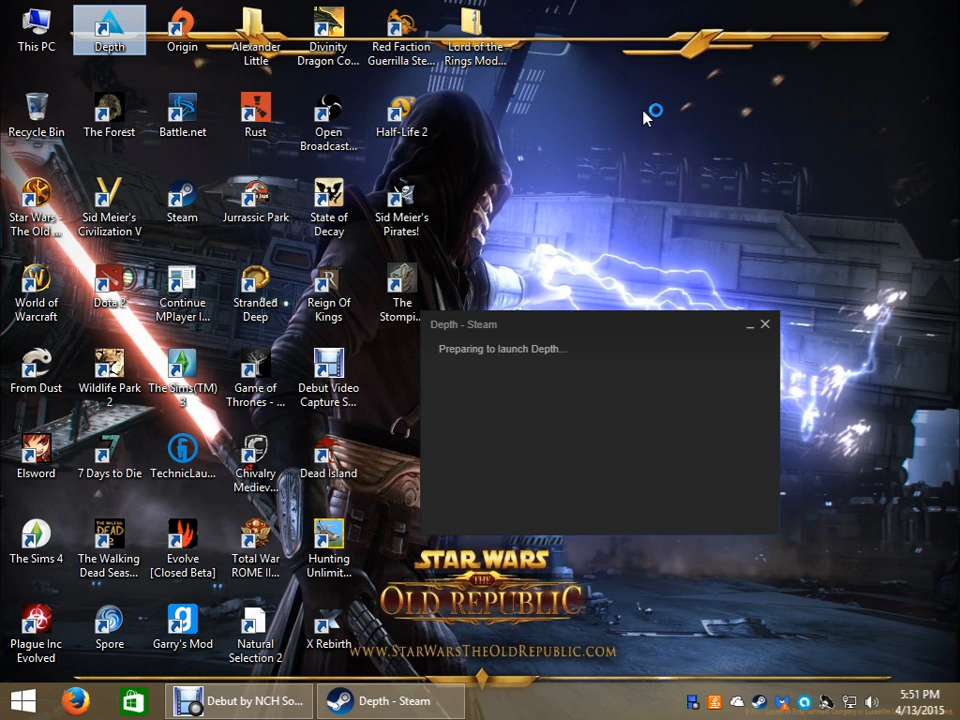 This PC
Depth
Origin
Alexander
Little
Divinity
Dragon Co...
Red Faction
Guerrilla Ste...
Lord of the
Rings Mod...
Recycle Bin
The Forest
Battle.net
Rust
Open
Broadcast...
Half-Life 2
Star Wars -
The Old ...
Sid Meier's
Civilization V
Steam
Jurrassic Park
State of
Decay
Sid Meier's
Pirates!
World of
Warcraft
Dota 2
Continue
MPlayer I...
Stranded
Deep
Reign Of
Kings
The
Stompi...
Depth - Steam
Preparing to launch Depth...
From Dust
Wildlife Park
2
The Sims(TM)
3
Game of
Thrones - ...
Debut Video
Capture S...
Elsword
7 Days to Die
TechnicLau...
Chivalry
Mediev...
Dead Island
The Sims 4
The Walking
Dead Seas...
Evolve
[Closed Beta]
Total War
ROME II...
Hunting
Unlimit...
STAR WARS
THE
OLD REPUBLIC
Plague Inc
Evolved
Spore
Garry's Mod
Natural
Selection 2
X Rebirth
WWW.STARWARSTHEOLDREPUBLIC.COM
Debut by NCH So...
Depth - Steam
5:51 PM
4/13/2015